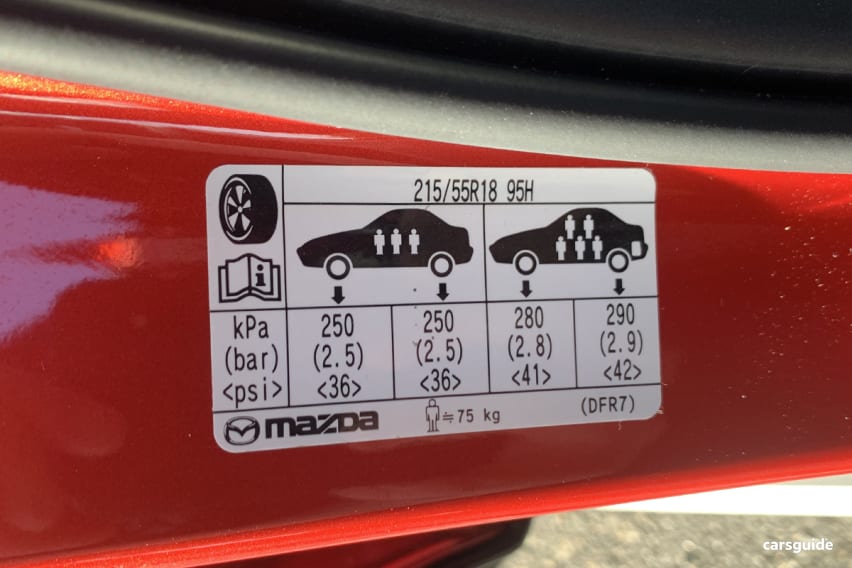 215/55R18 95H
kPa 250 250 280 290
(bar) (2.5) (2.5) (2.8) (2.9)
<psi> <36> <36> <41> <42>
mazda ≒75 kg (DFR7)
carsguide